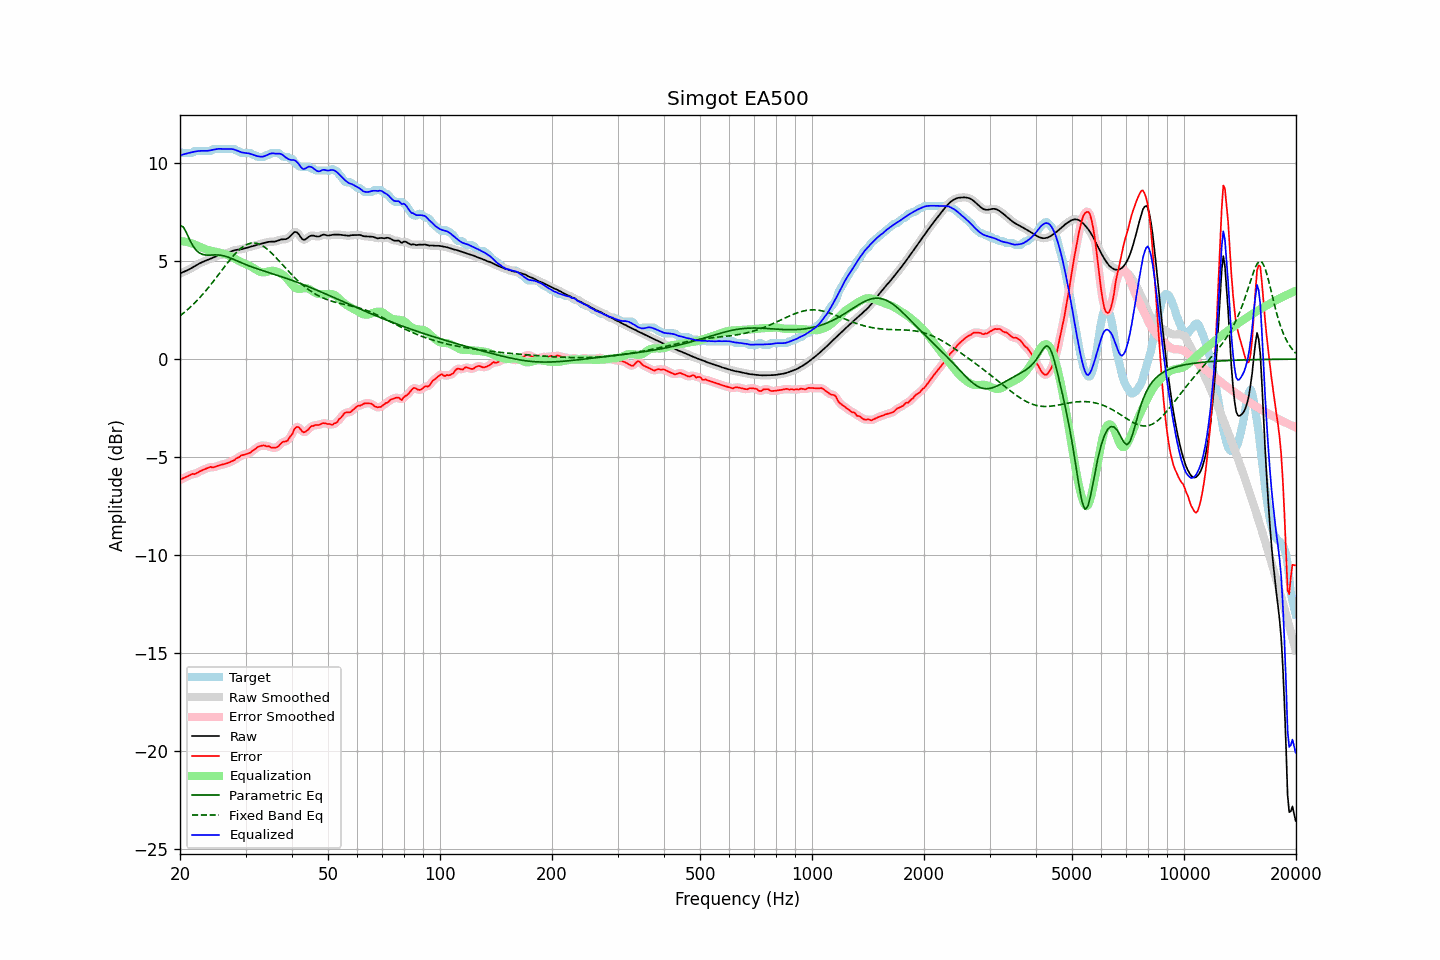 Simgot EA500
Amplitude (dBr)
10
5
0
−5
−10
−15
−20
−25
Target
Raw Smoothed
Error Smoothed
Raw
Error
Equalization
Parametric Eq
Fixed Band Eq
Equalized
20 50 100 200 500 1000 2000 5000 10000 20000
Frequency (Hz)